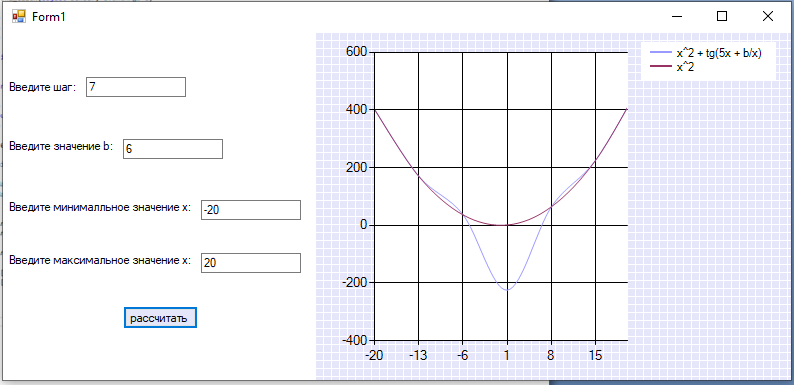 Form1
Введите шаг:
7
Введите значение b:
6
Введите минимальльное значение x:
-20
Введите максимальное значение x:
20
рассчитать
600
400
200
0
-200
-400
-20 -13 -6 1 8 15
x^2 + tg(5x + b/x)
x^2